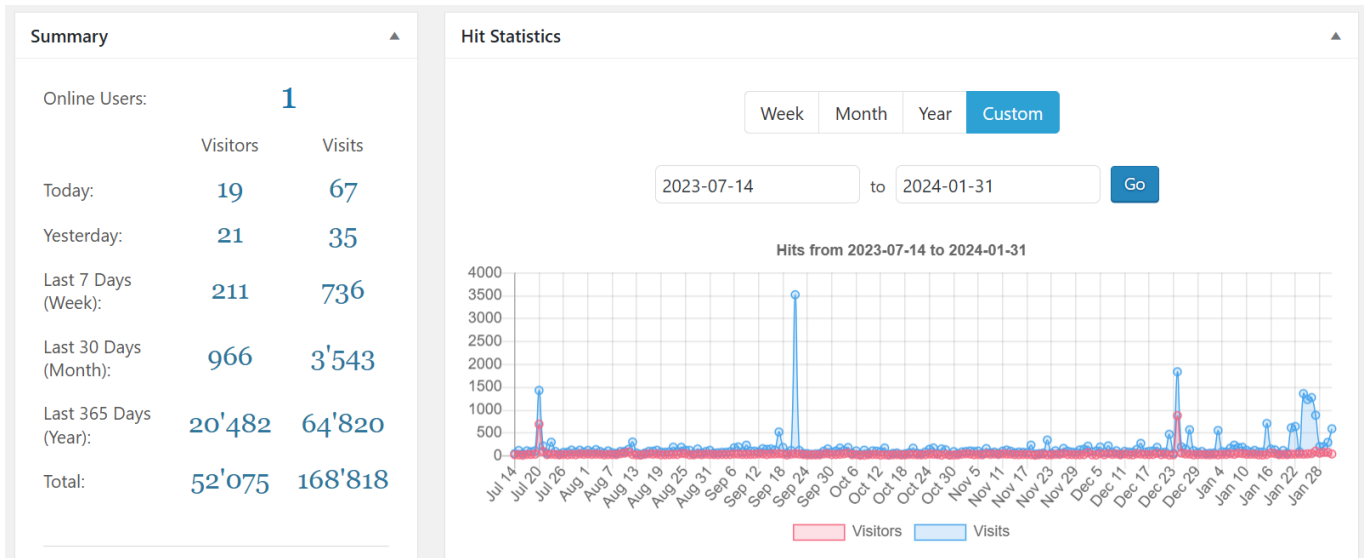 Summary
Online Users: 1
Visitors Visits
Today: 19 67
Yesterday: 21 35
Last 7 Days
(Week): 211 736
Last 30 Days
(Month): 966 3'543
Last 365 Days
(Year): 20'482 64'820
Total: 52'075 168'818
Hit Statistics
Week Month Year Custom
2023-07-14 to 2024-01-31 Go
Hits from 2023-07-14 to 2024-01-31
4000
3500
3000
2500
2000
1500
1000
500
0
Jul 14 Jul 20 Jul 26 Aug 1 Aug 7 Aug 13 Aug 19 Aug 25 Aug 31 Sep 6 Sep 12 Sep 18 Sep 24 Sep 30 Oct 6 Oct 12 Oct 18 Oct 24 Oct 30 Nov 5 Nov 11 Nov 17 Nov 23 Nov 29 Dec 5 Dec 11 Dec 17 Dec 23 Dec 29 Jan 4 Jan 10 Jan 16 Jan 22 Jan 28
Visitors Visits